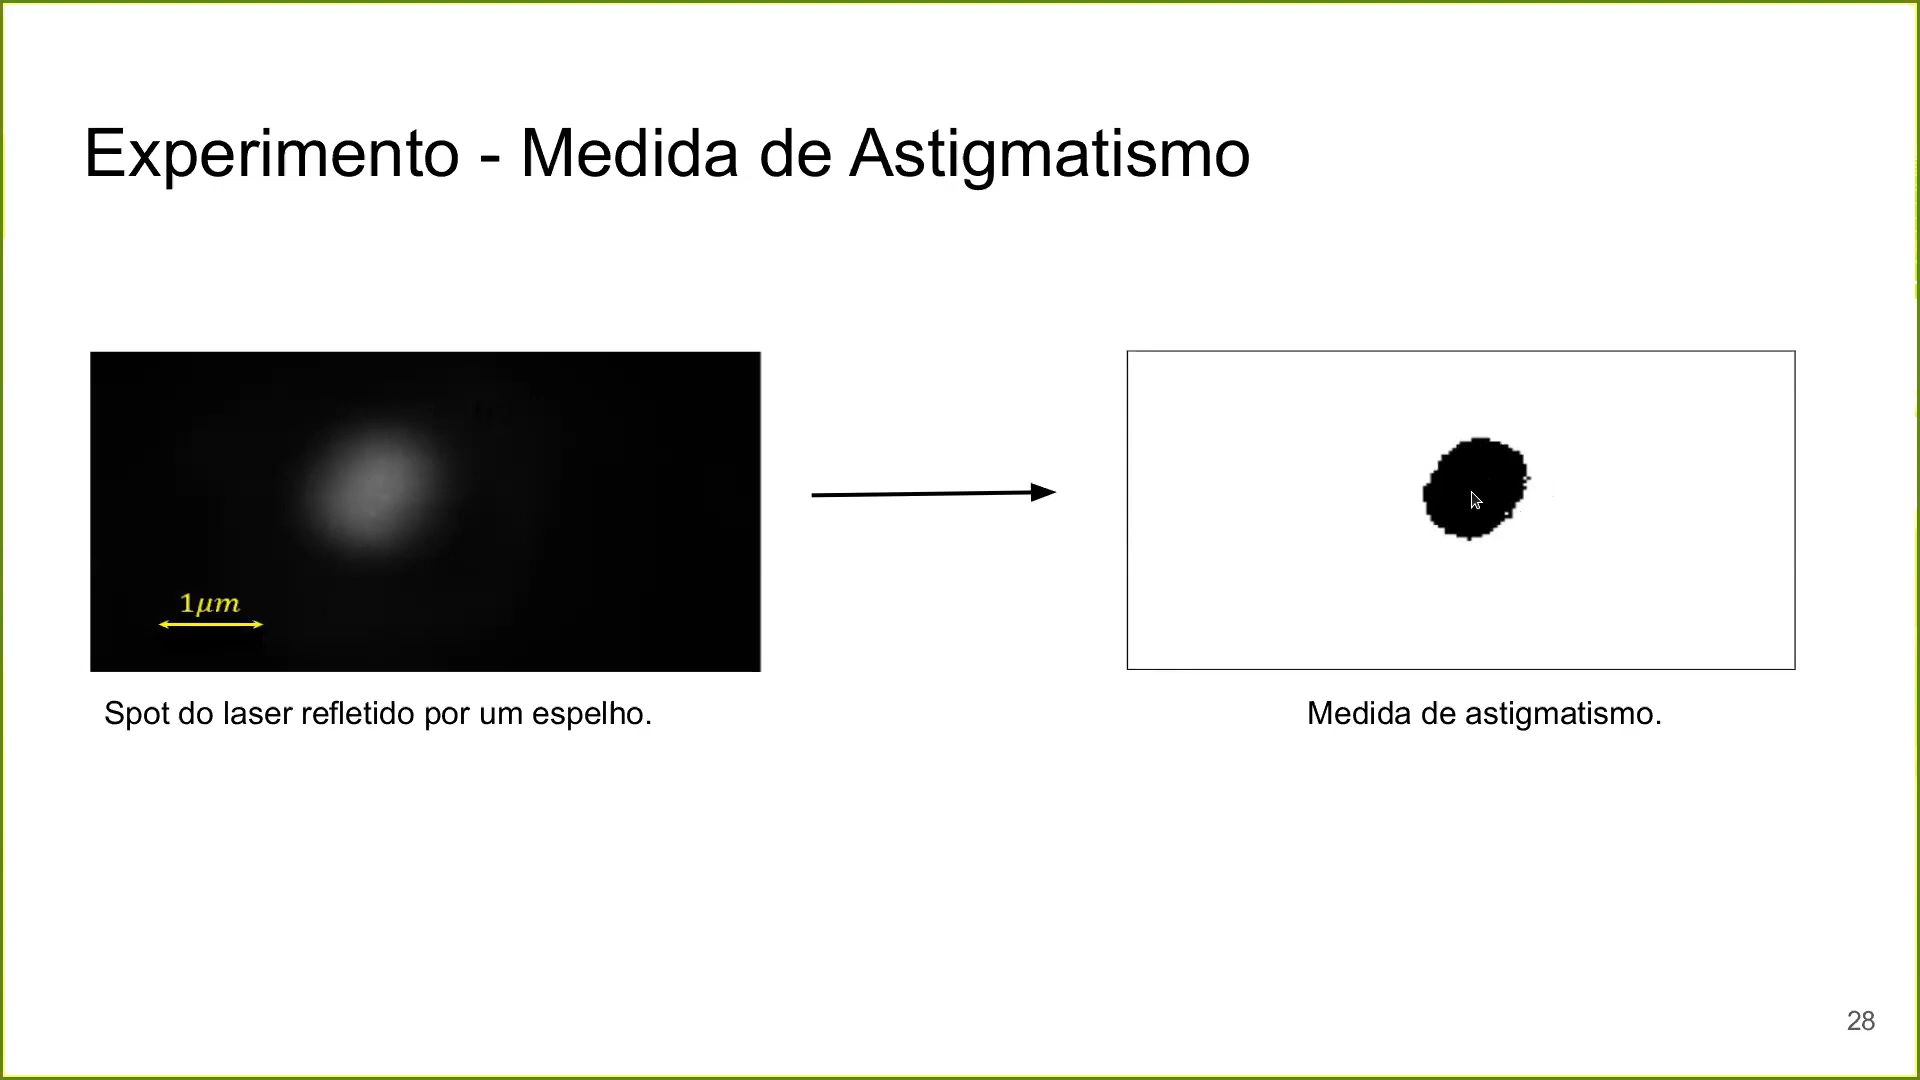 Experimento - Medida de Astigmatismo
1μm
Spot do laser refletido por um espelho.
Medida de astigmatismo.
28